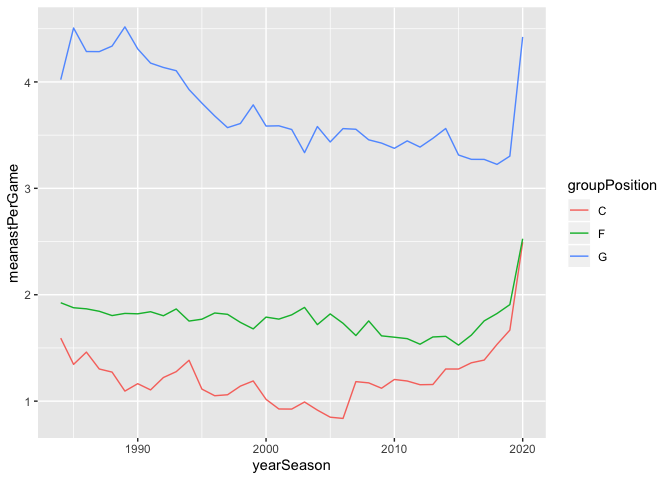 4
3
2
1
meanastPerGame
1990
2000
2010
2020
yearSeason
groupPosition
C
F
G